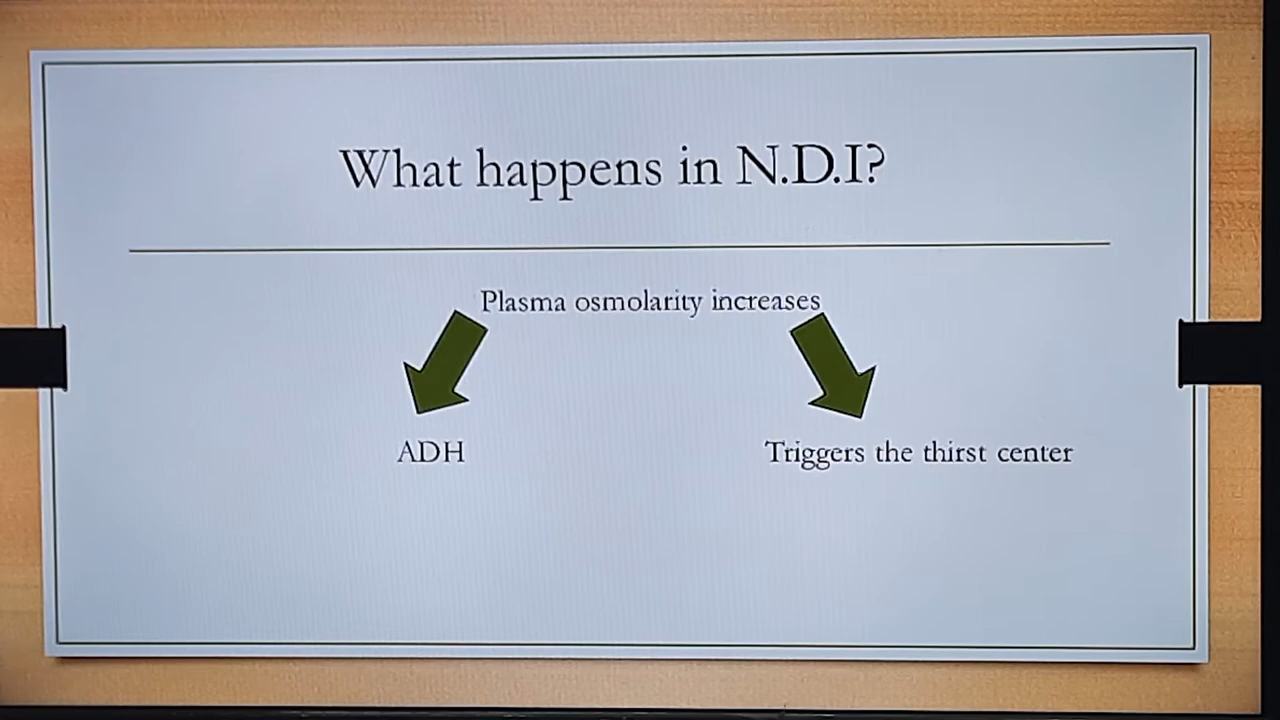 What happens in N.D.I?
Plasma osmolarity increases
ADH
Triggers the thirst center